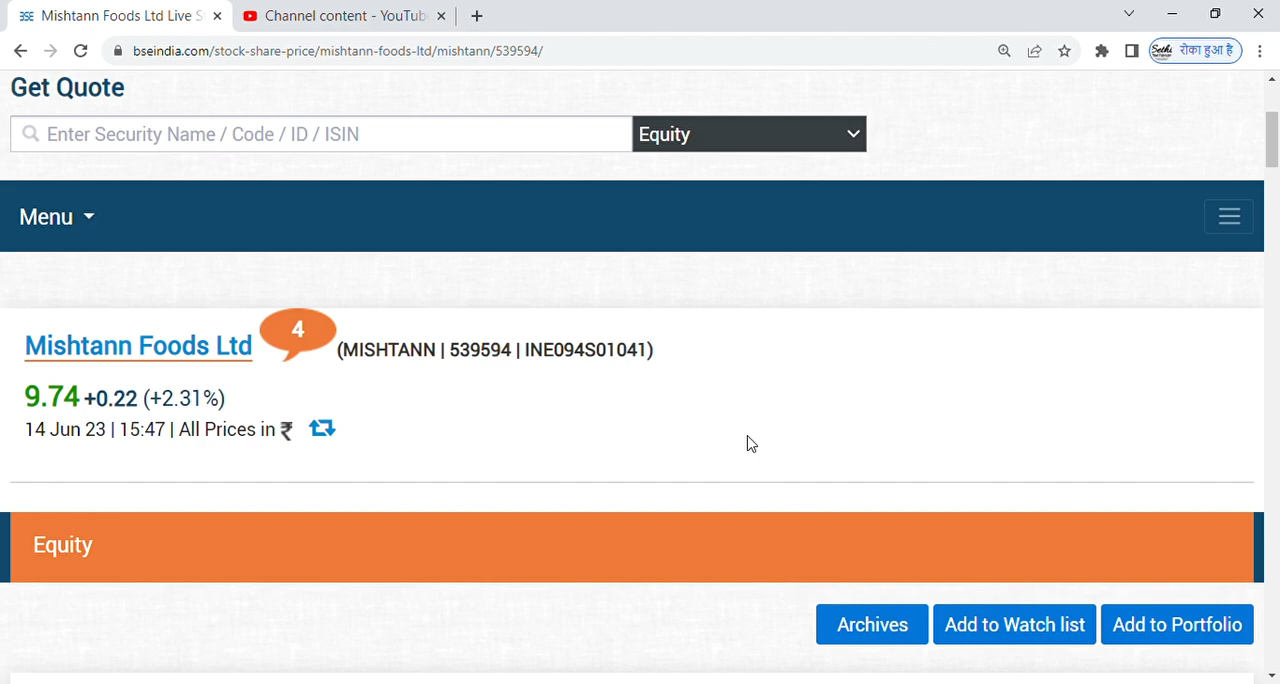 Mishtann Foods Ltd Live S
Channel content - YouTub
bseindia.com/stock-share-price/mishtann-foods-ltd/mishtann/539594/
Sethi
रोका हुआ है
Get Quote
Enter Security Name / Code / ID / ISIN
Equity
Menu
Mishtann Foods Ltd
4
(MISHTANN | 539594 | INE094S01041)
9.74 +0.22 (+2.31%)
14 Jun 23 | 15:47 | All Prices in ₹
Equity
Archives
Add to Watch list
Add to Portfolio